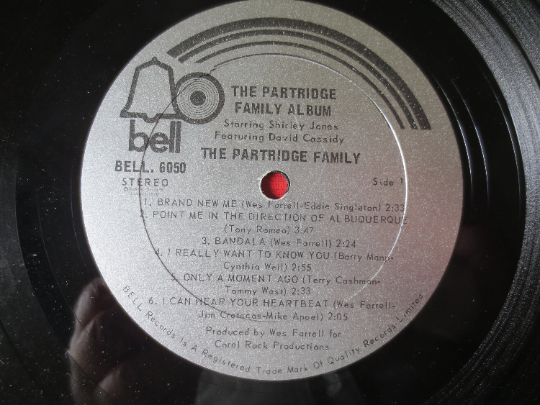 THE PARTRIDGE
FAMILY ALBUM
Starring Shirley Jones
Featuring David Cassidy
bell
BELL. 6050
THE PARTRIDGE FAMILY
STEREO
Side 1
1. BRAND NEW ME (Wes Farrell-Eddie Singleton) 2:33
2. POINT ME IN THE DIRECTION OF ALBUQUERQUE
(Tony Romeo) 3:47
3. BANDALA (Wes Farrell) 2:24
4. I REALLY WANT TO KNOW YOU (Barry Mann-
Cynthia Weil) 2:55
5. ONLY A MOMENT AGO (Terry Cashman-
Tommy West) 2:33
6. I CAN HEAR YOUR HEARTBEAT (Wes Farrell-
Jim Cretecos-Mike Appel) 2:05
Produced by Wes Farrell for
Coral Rock Productions
BELL Records Is A Registered Trade Mark Of Quality Records Limited